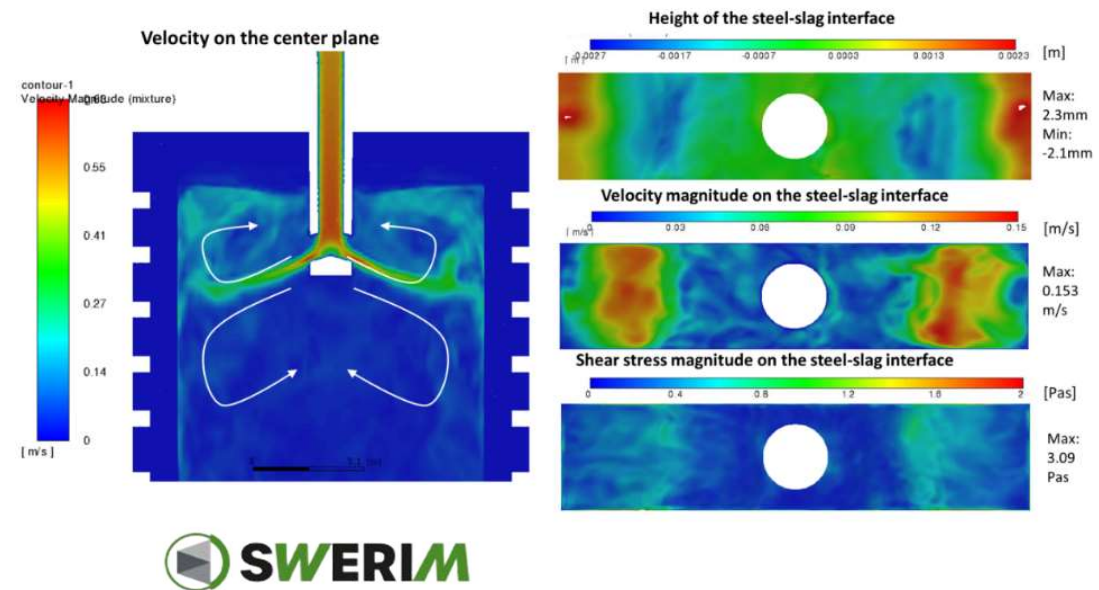 Velocity on the center plane
contour-1
Velocity Magnitude (mixture)
0.55
0.41
0.27
0.14
0
[ m/s ]
Height of the steel-slag interface
-0.0027 -0.0017 -0.0007 0.0003 0.0013 0.0023
[m]
Max:
2.3mm
Min:
-2.1mm
Velocity magnitude on the steel-slag interface
0 0.03 0.06 0.09 0.12 0.15
[ m/s ]
[m/s]
Max:
0.153
m/s
Shear stress magnitude on the steel-slag interface
0 0.4 0.8 1.2 1.6 2
[Pas]
Max:
3.09
Pas
SWERIM